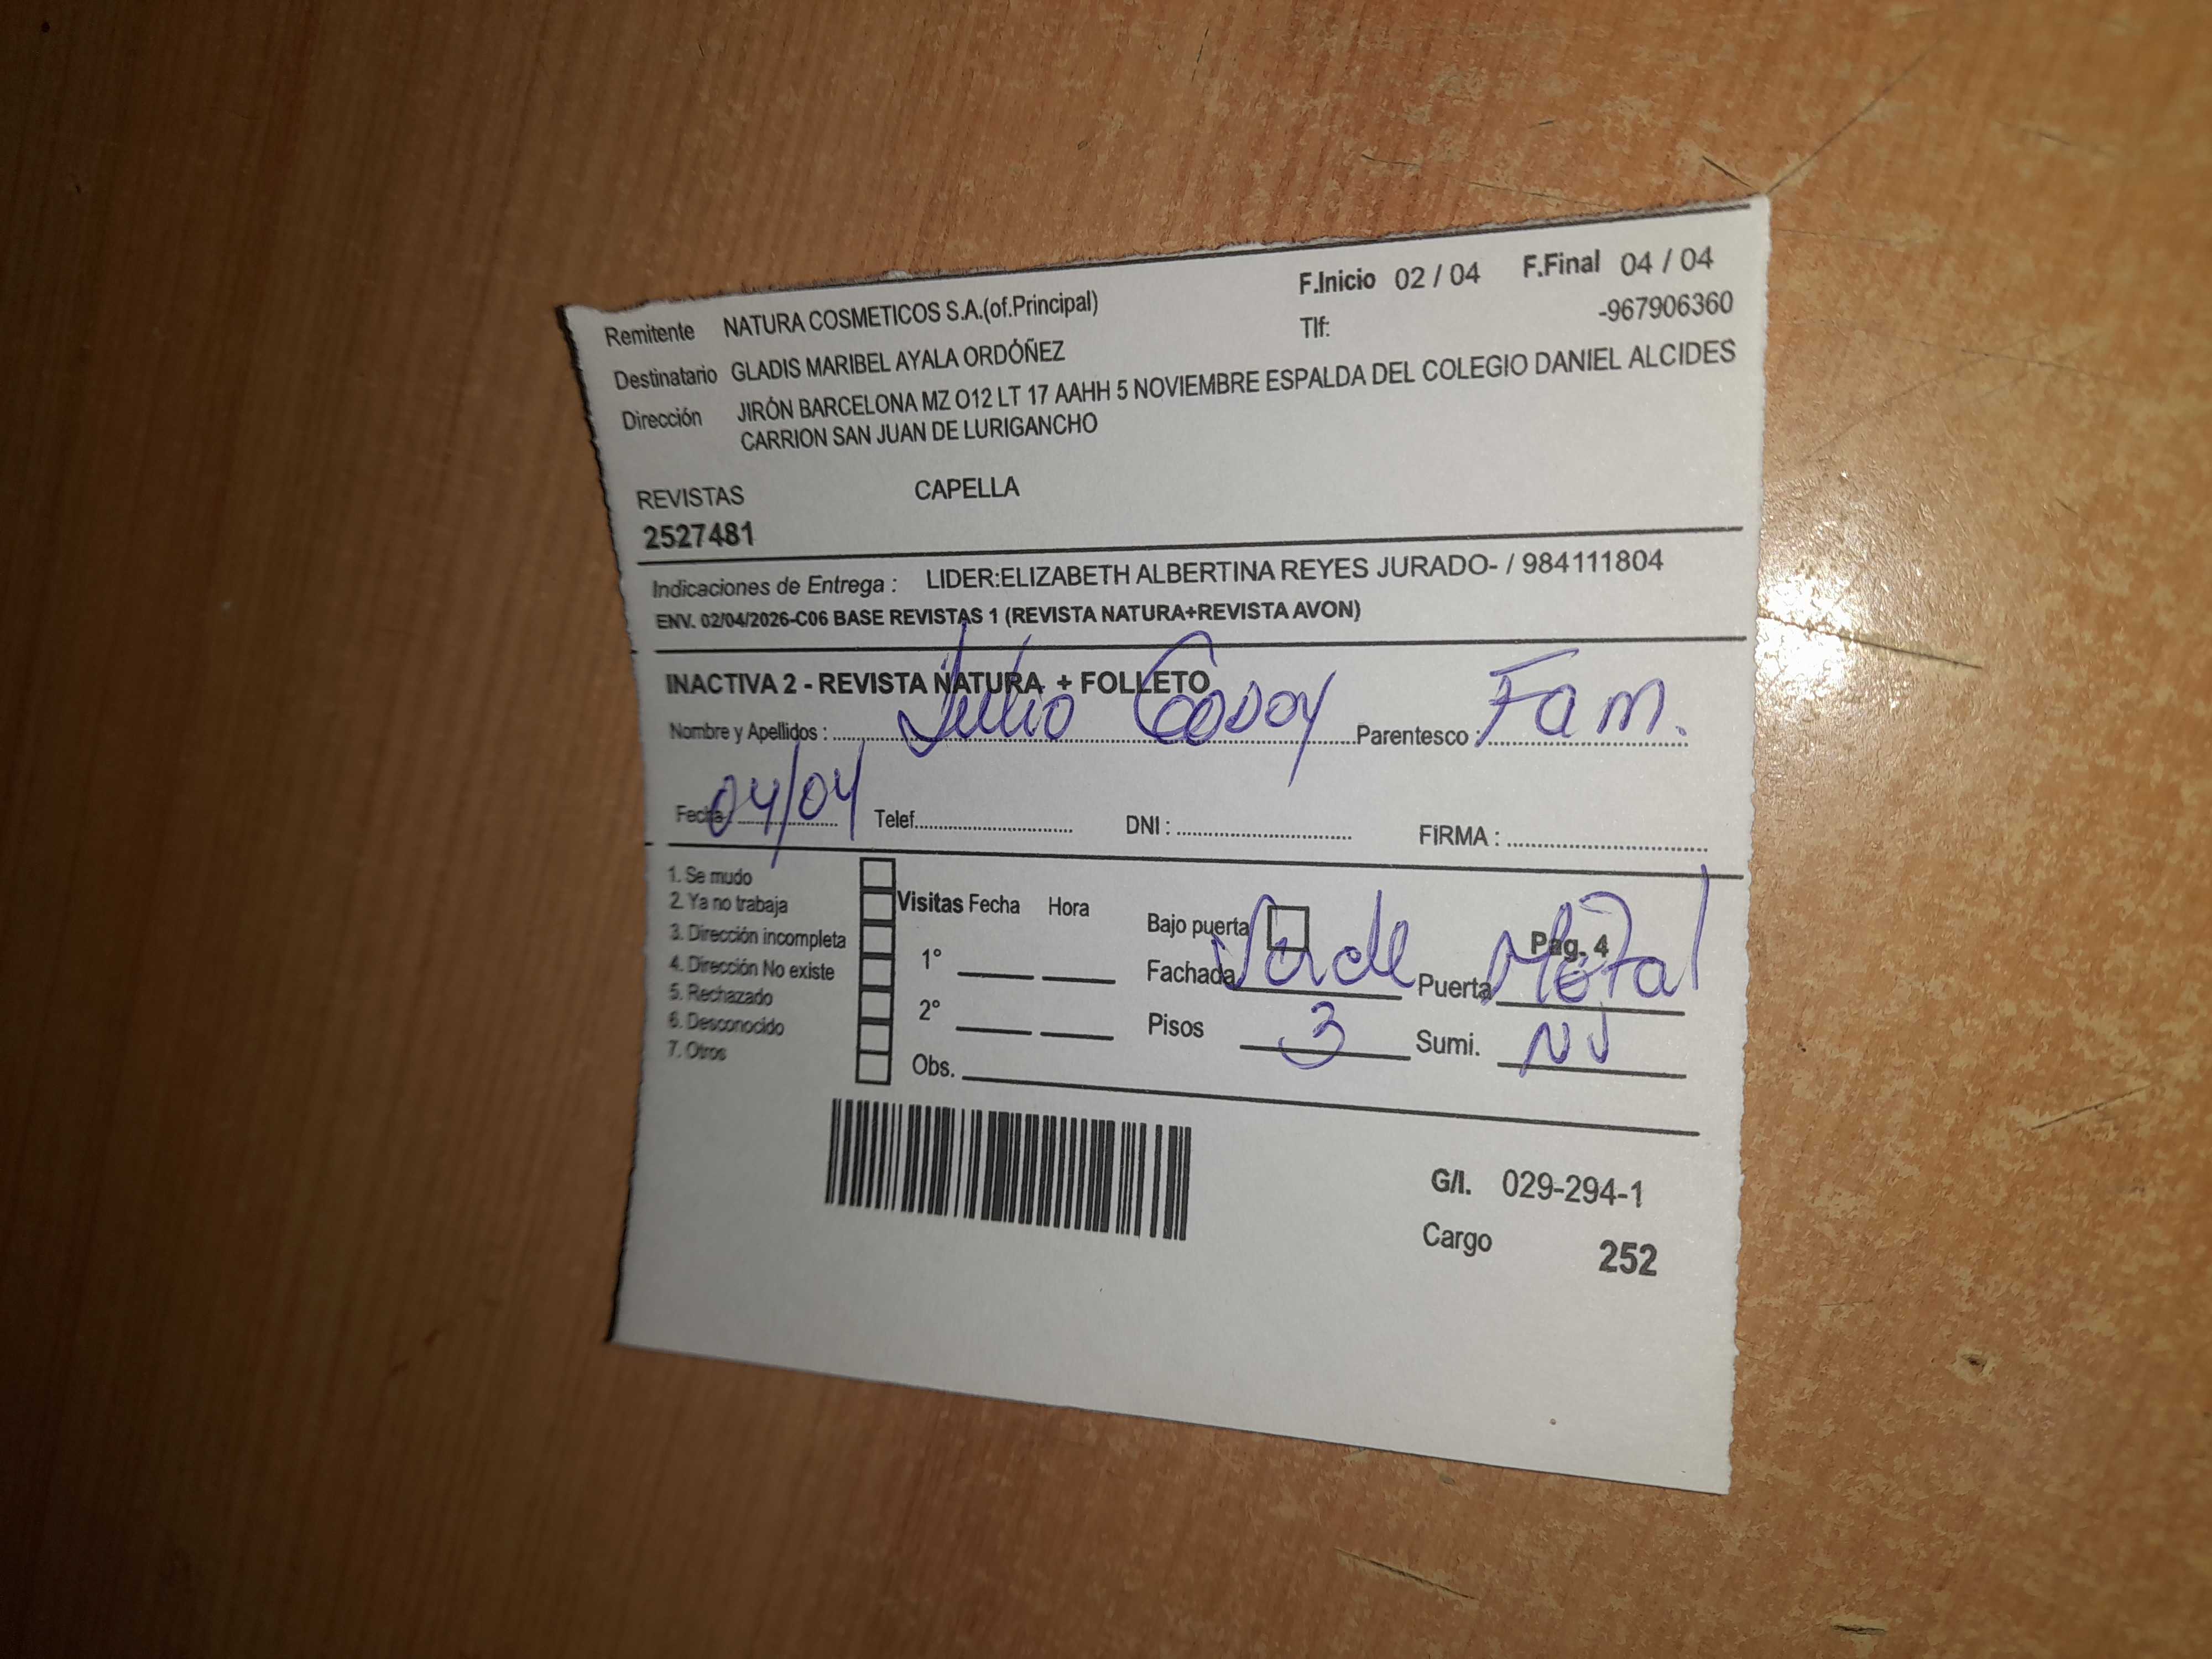 F.Inicio 02 / 04 F.Final 04 / 04
Remitente NATURA COSMETICOS S.A.(of.Principal) Tlf: -967906360
Destinatario GLADIS MARIBEL AYALA ORDÓÑEZ
Dirección JIRÓN BARCELONA MZ O12 LT 17 AAHH 5 NOVIEMBRE ESPALDA DEL COLEGIO DANIEL ALCIDES
CARRION SAN JUAN DE LURIGANCHO
REVISTAS CAPELLA
2527481
Indicaciones de Entrega : LIDER:ELIZABETH ALBERTINA REYES JURADO- / 984111804
ENV. 02/04/2026-C06 BASE REVISTAS 1 (REVISTA NATURA+REVISTA AVON)
INACTIVA 2 - REVISTA NATURA + FOLLETO
Nombre y Apellidos : Julio Parentesco : Fam.
Fecha : 04/04 Telef. DNI : FIRMA :
1. Se mudo
2. Ya no trabaja
3. Dirección incompleta
4. Dirección No existe
5. Rechazado
6. Desconocido
7. Otros
Visitas Fecha Hora
1°
2°
Obs.
Bajo puerta Pag. 4
Fachada Verde Puerta Metal
Pisos 3 Sumi. NJ
G/I. 029-294-1
Cargo 252